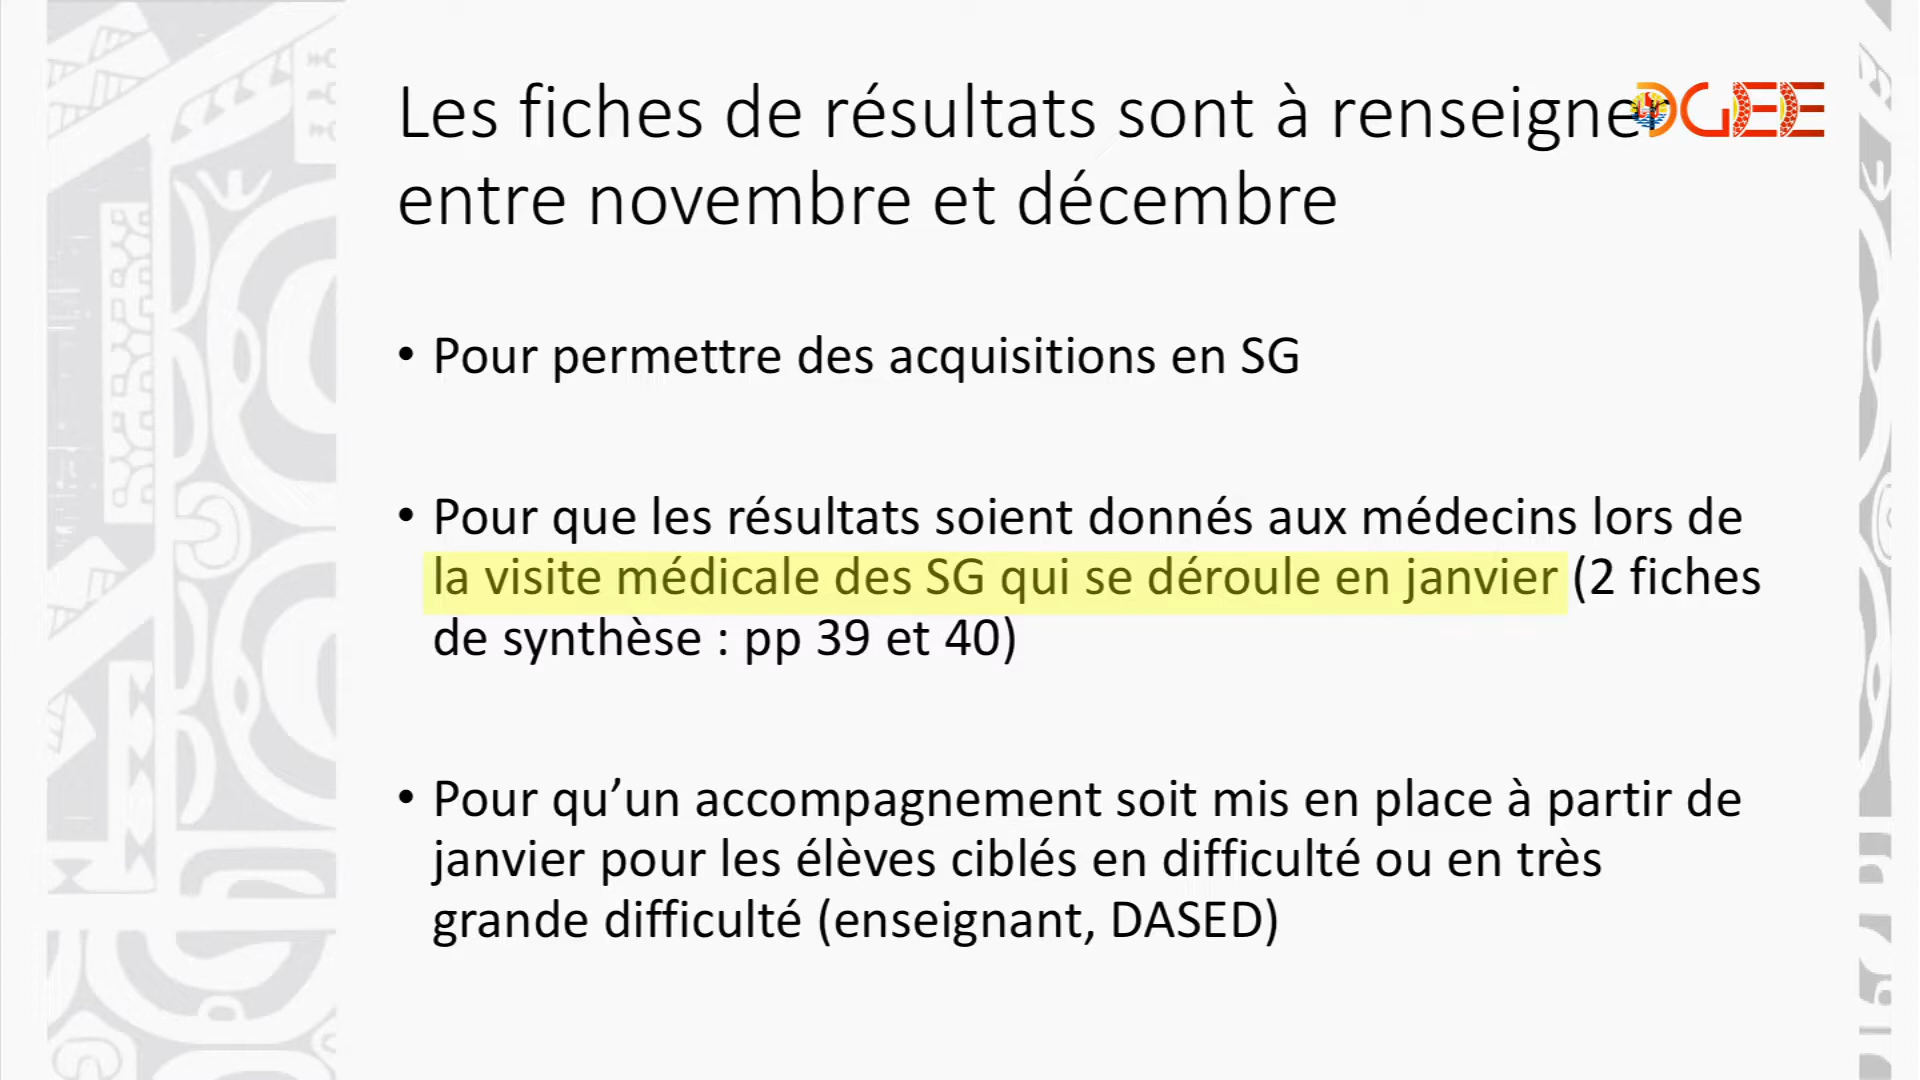 Les fiches de résultats sont à renseigner
DGEE
entre novembre et décembre
• Pour permettre des acquisitions en SG
• Pour que les résultats soient donnés aux médecins lors de
la visite médicale des SG qui se déroule en janvier (2 fiches
de synthèse : pp 39 et 40)
• Pour qu’un accompagnement soit mis en place à partir de
janvier pour les élèves ciblés en difficulté ou en très
grande difficulté (enseignant, DASED)